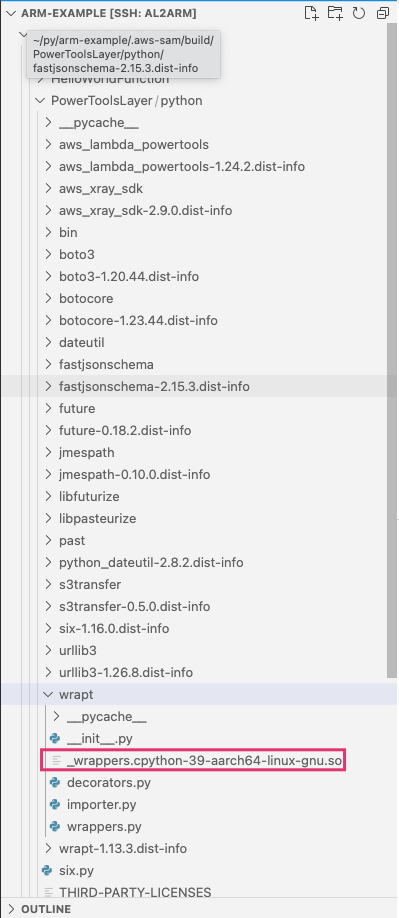 ARM-EXAMPLE [SSH: AL2ARM]
~/py/arm-example/.aws-sam/build/
PowerToolsLayer/python/
fastjsonschema-2.15.3.dist-info
HelloWorldFunction
PowerToolsLayer/python
__pycache__
aws_lambda_powertools
aws_lambda_powertools-1.24.2.dist-info
aws_xray_sdk
aws_xray_sdk-2.9.0.dist-info
bin
boto3
boto3-1.20.44.dist-info
botocore
botocore-1.23.44.dist-info
dateutil
fastjsonschema
fastjsonschema-2.15.3.dist-info
future
future-0.18.2.dist-info
jmespath
jmespath-0.10.0.dist-info
libfuturize
libpasteurize
past
python_dateutil-2.8.2.dist-info
s3transfer
s3transfer-0.5.0.dist-info
six-1.16.0.dist-info
urllib3
urllib3-1.26.8.dist-info
wrapt
__pycache__
__init__.py
_wrappers.cpython-39-aarch64-linux-gnu.so
decorators.py
importer.py
wrappers.py
wrapt-1.13.3.dist-info
six.py
THIRD-PARTY-LICENSES
OUTLINE